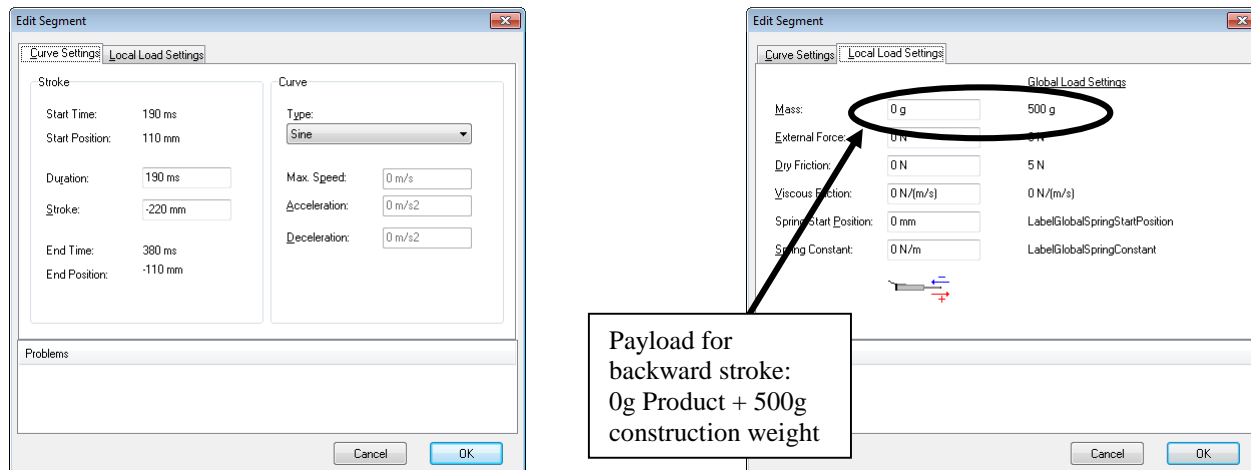 Edit Segment
Curve Settings
Local Load Settings
Stroke
Start Time: 190 ms
Start Position: 110 mm
Duration: 190 ms
Stroke: -220 mm
End Time: 380 ms
End Position: -110 mm
Curve
Type:
Sine
Max. Speed: 0 m/s
Acceleration: 0 m/s2
Deceleration: 0 m/s2
Problems
Cancel
OK
Edit Segment
Curve Settings
Local Load Settings
Global Load Settings
Mass: 0 g 500 g
External Force: 0 N
Dry Friction: 0 N 5 N
Viscous Friction: 0 N/(m/s) 0 N/(m/s)
Spring Start Position: 0 mm LabelGlobalSpringStartPosition
Spring Constant: 0 N/m LabelGlobalSpringConstant
Payload for
backward stroke:
0g Product + 500g
construction weight
Cancel
OK